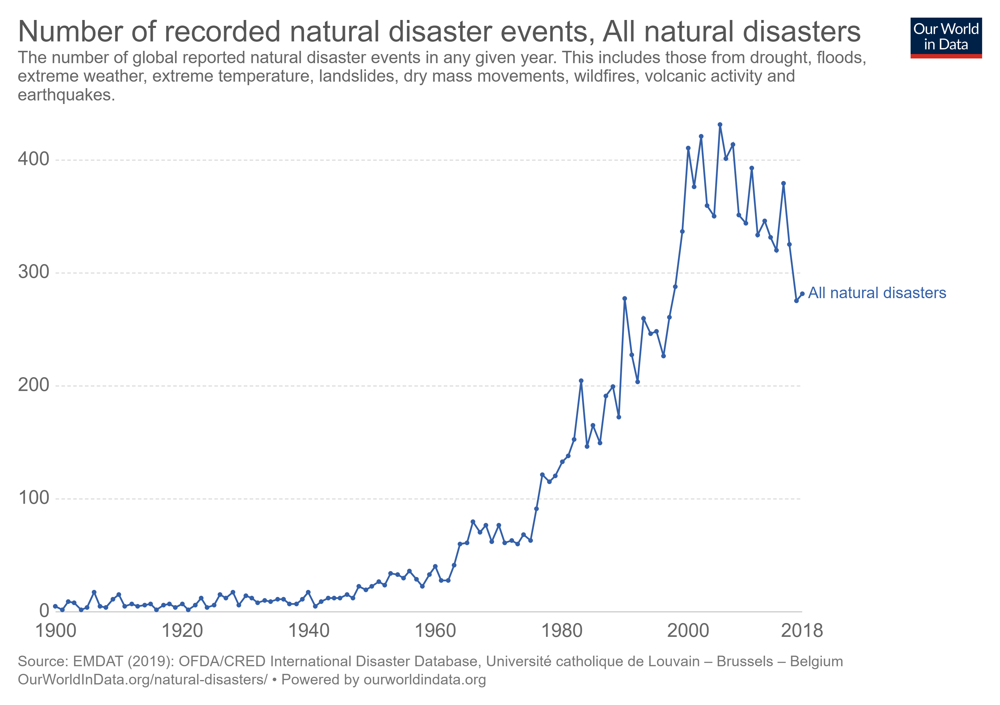 Number of recorded natural disaster events, All natural disasters
Our World
in Data
The number of global reported natural disaster events in any given year. This includes those from drought, floods,
extreme weather, extreme temperature, landslides, dry mass movements, wildfires, volcanic activity and
earthquakes.
400
300
All natural disasters
200
100
0
1900 1920 1940 1960 1980 2000 2018
Source: EMDAT (2019): OFDA/CRED International Disaster Database, Université catholique de Louvain – Brussels – Belgium
OurWorldInData.org/natural-disasters/ • Powered by ourworldindata.org